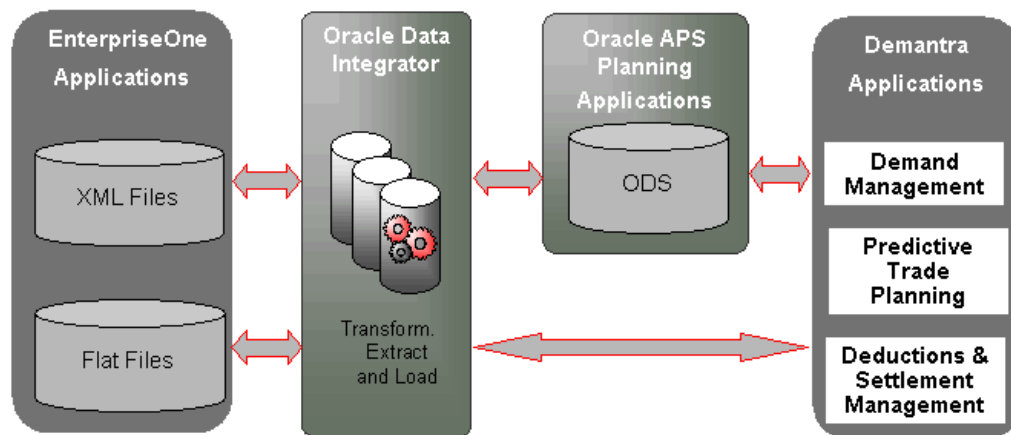 EnterpriseOne
Applications
XML Files
Flat Files
Oracle Data
Integrator
Transform.
Extract
and Load
Oracle APS
Planning
Applications
ODS
Demantra
Applications
Demand
Management
Predictive
Trade
Planning
Deductions &
Settlement
Management